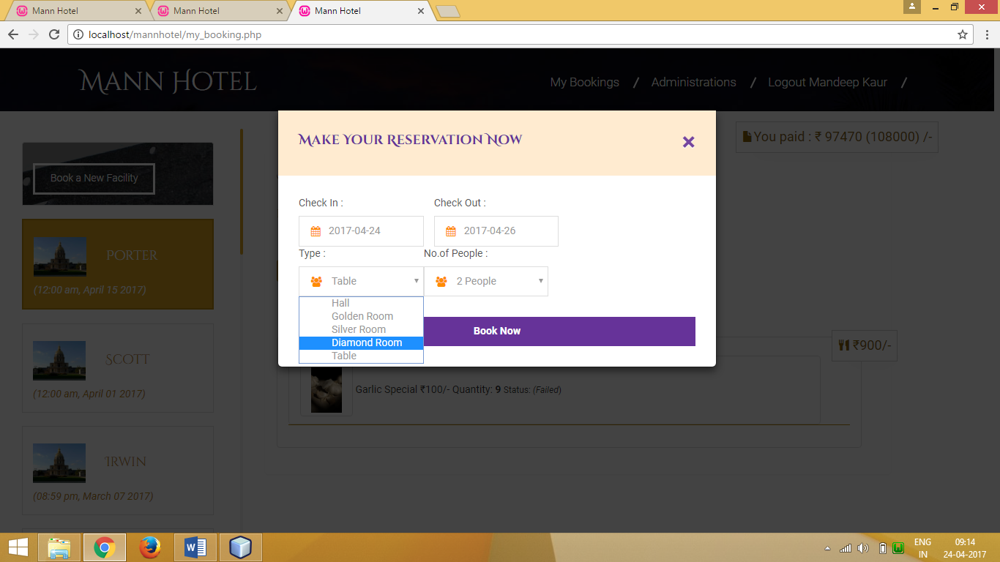 Mann Hotel
Mann Hotel
Mann Hotel
localhost/mannhotel/my_booking.php
Mann Hotel
My Bookings / Administrations / Logout Mandeep Kaur /
Book a New Facility
Porter
(12:00 am, April 15 2017)
Scott
(12:00 am, April 01 2017)
Irwin
(08:59 pm, March 07 2017)
You paid : ₹ 97470 (108000) /-
Make Your Reservation Now
Check In :
Check Out :
2017-04-24
2017-04-26
Type :
No.of People :
Table
2 People
Hall
Golden Room
Silver Room
Diamond Room
Table
Book Now
₹900/-
Garlic Special ₹100/- Quantity: 9 Status: (Failed)
ENG
IN
09:14
24-04-2017